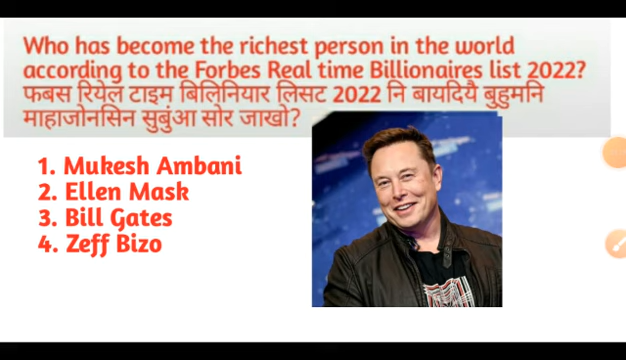 Who has become the richest person in the world
according to the Forbes Real time Billionaires list 2022?
फबस रियेल टाइम बिलिनियार लिसट 2022 नि बायदियै बुहुमनि
माहाजोनसिन सुबुंआ सोर जाखो?
1. Mukesh Ambani
2. Ellen Mask
3. Bill Gates
4. Zeff Bizo